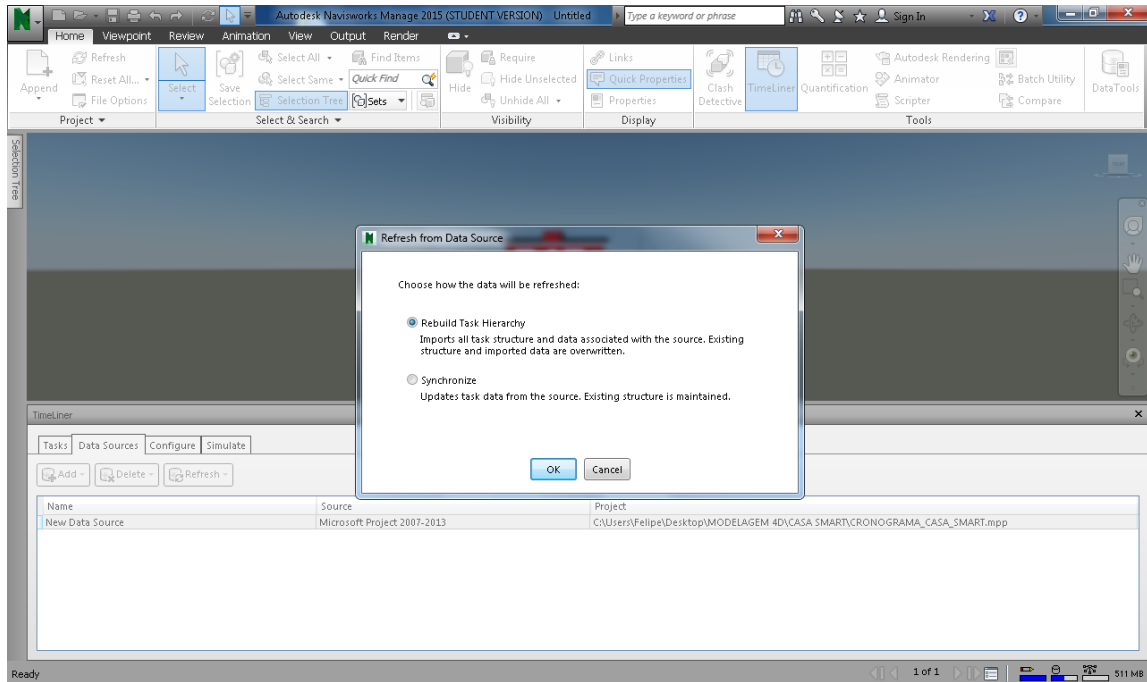 Autodesk Navisworks Manage 2015 (STUDENT VERSION) Untitled
Type a keyword or phrase
Sign In
Home Viewpoint Review Animation View Output Render
Append
Refresh
Reset All...
File Options
Project
Select
Save Selection
Select All
Select Same
Selection Tree
Find Items
Quick Find
Sets
Select & Search
Hide
Require
Hide Unselected
Unhide All
Visibility
Links
Quick Properties
Properties
Display
Clash Detective
TimeLiner
Quantification
Autodesk Rendering
Animator
Scripter
Batch Utility
Compare
DataTools
Tools
Selection Tree
Refresh from Data Source
Choose how the data will be refreshed:
Rebuild Task Hierarchy
Imports all task structure and data associated with the source. Existing
structure and imported data are overwritten.
Synchronize
Updates task data from the source. Existing structure is maintained.
OK Cancel
TimeLiner
Tasks Data Sources Configure Simulate
Add Delete Refresh
Name Source Project
New Data Source Microsoft Project 2007-2013 C:\Users\Felipe\Desktop\MODELAGEM 4D\CASA SMART\CRONOGRAMA_CASA_SMART.mpp
Ready 1 of 1 511 MB